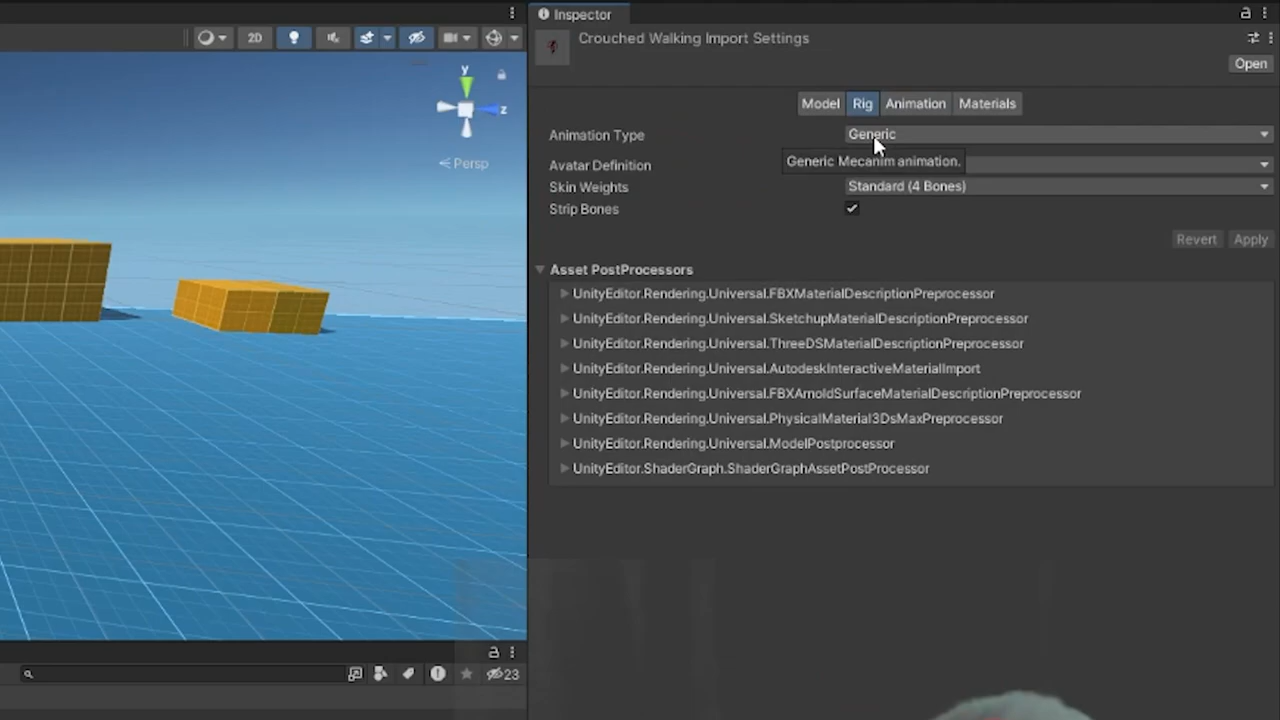 Inspector
Crouched Walking Import Settings
Open
2D
y
z
Persp
Model Rig Animation Materials
Animation Type Generic
Generic Mecanim animation.
Avatar Definition
Skin Weights Standard (4 Bones)
Strip Bones
Revert Apply
Asset PostProcessors
UnityEditor.Rendering.Universal.FBXMaterialDescriptionPreprocessor
UnityEditor.Rendering.Universal.SketchupMaterialDescriptionPreprocessor
UnityEditor.Rendering.Universal.ThreeDSMaterialDescriptionPreprocessor
UnityEditor.Rendering.Universal.AutodeskInteractiveMaterialImport
UnityEditor.Rendering.Universal.FBXArnoldSurfaceMaterialDescriptionPreprocessor
UnityEditor.Rendering.Universal.PhysicalMaterial3DsMaxPreprocessor
UnityEditor.Rendering.Universal.ModelPostprocessor
UnityEditor.ShaderGraph.ShaderGraphAssetPostProcessor
23